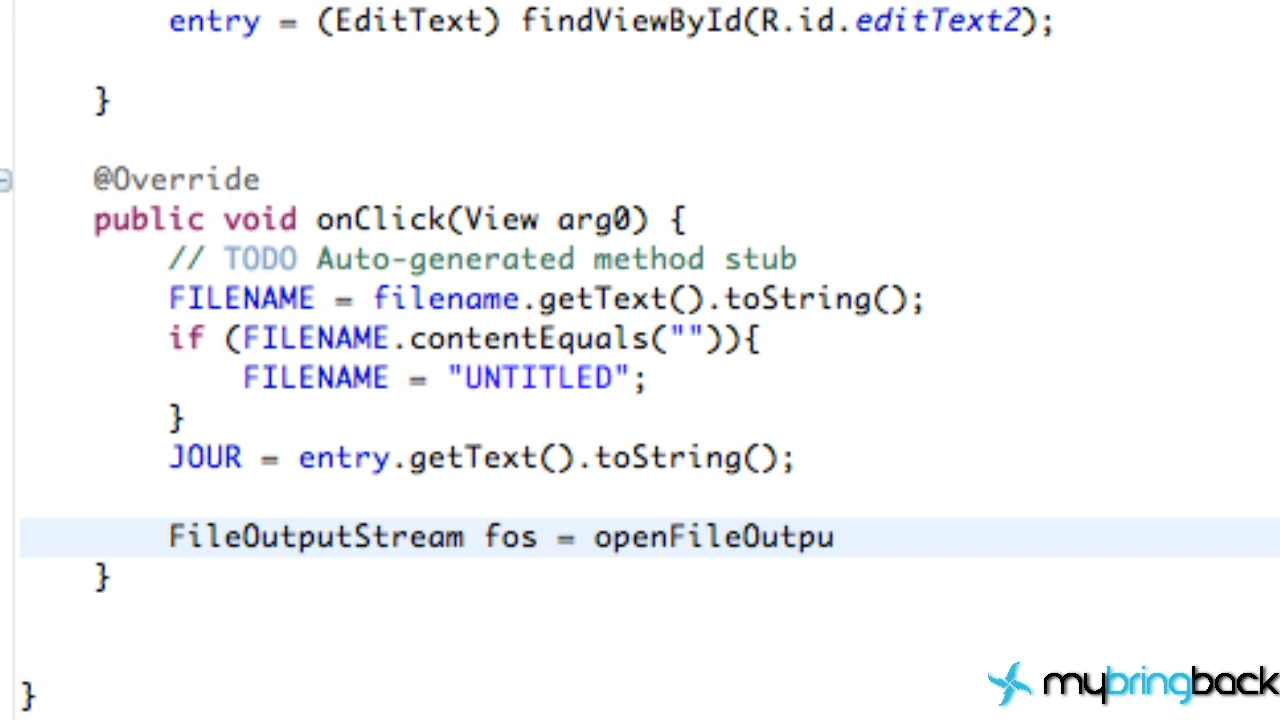 entry = (EditText) findViewById(R.id.editText2);
}
@Override
public void onClick(View arg0) {
// TODO Auto-generated method stub
FILENAME = filename.getText().toString();
if (FILENAME.contentEquals("")){
FILENAME = "UNTITLED";
}
JOUR = entry.getText().toString();
FileOutputStream fos = openFileOutpu
}
}
mybringback